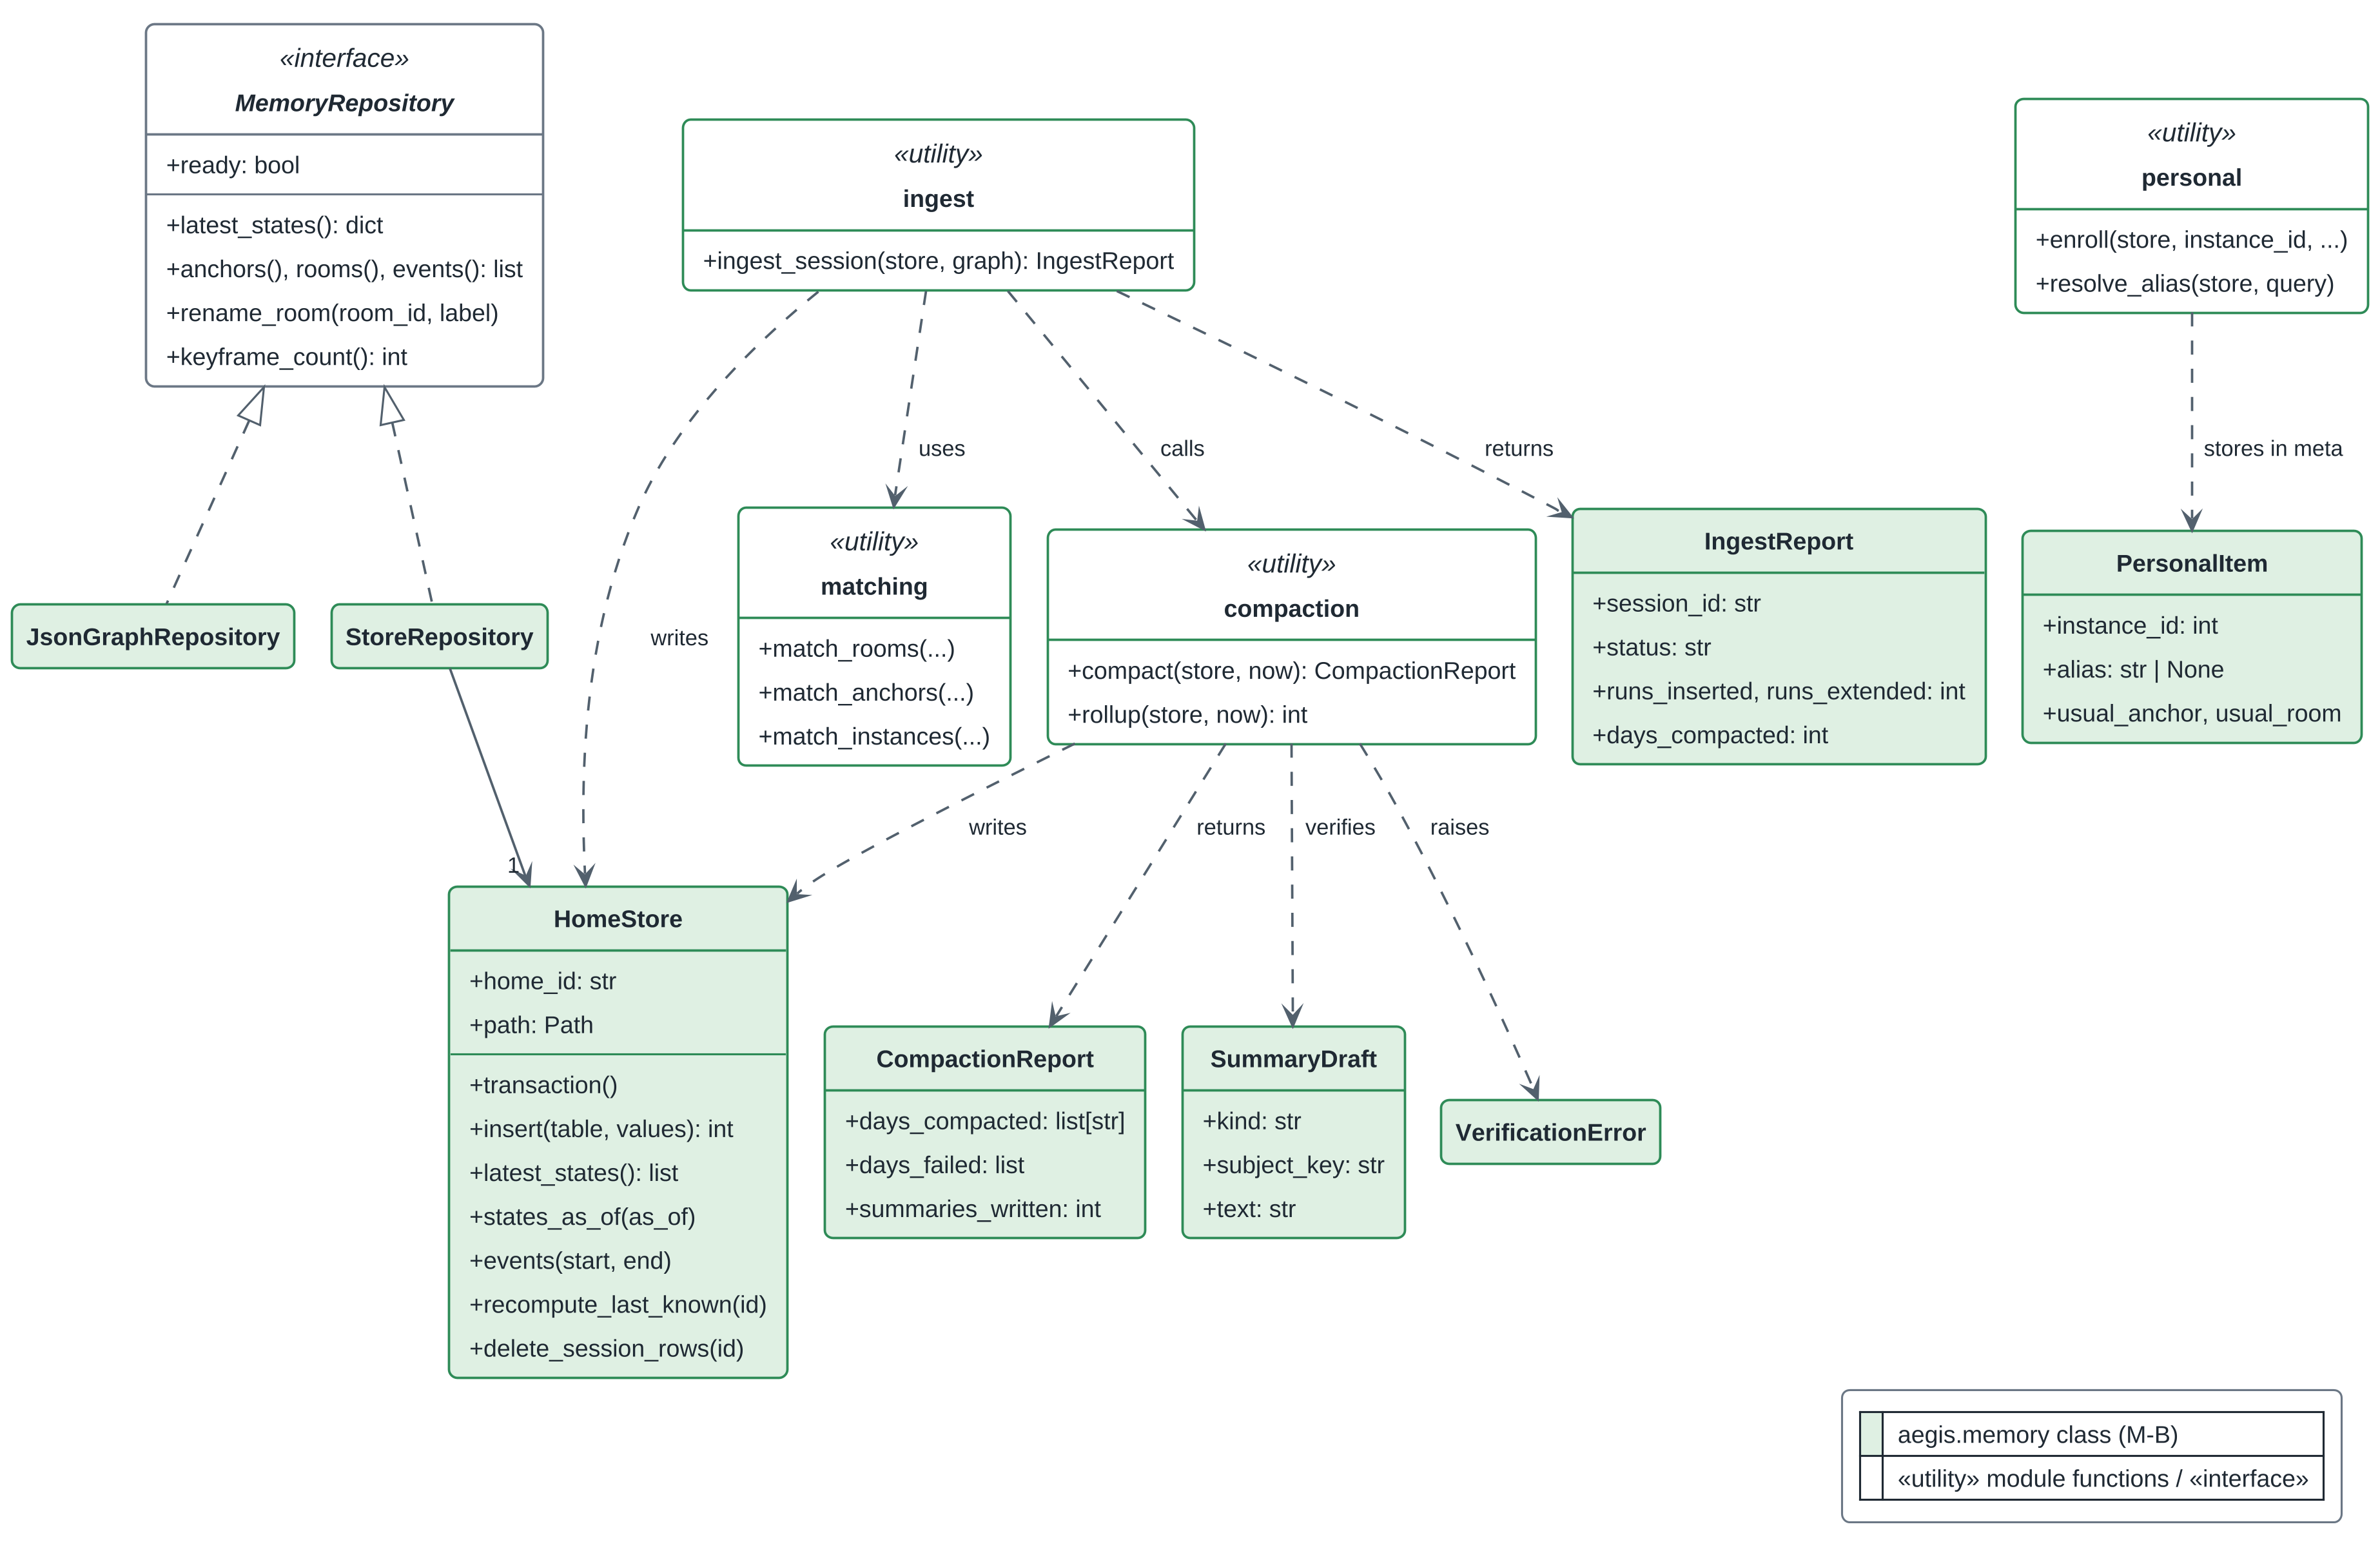 «interface»
MemoryRepository
+ready: bool
+latest_states(): dict
+anchors(), rooms(), events(): list
+rename_room(room_id, label)
+keyframe_count(): int
«utility»
ingest
+ingest_session(store, graph): IngestReport
«utility»
personal
+enroll(store, instance_id, ...)
+resolve_alias(store, query)
uses
calls
returns
stores in meta
JsonGraphRepository
StoreRepository
writes
«utility»
matching
+match_rooms(...)
+match_anchors(...)
+match_instances(...)
«utility»
compaction
+compact(store, now): CompactionReport
+rollup(store, now): int
IngestReport
+session_id: str
+status: str
+runs_inserted, runs_extended: int
+days_compacted: int
PersonalItem
+instance_id: int
+alias: str | None
+usual_anchor, usual_room
writes
returns
verifies
raises
1
HomeStore
+home_id: str
+path: Path
+transaction()
+insert(table, values): int
+latest_states(): list
+states_as_of(as_of)
+events(start, end)
+recompute_last_known(id)
+delete_session_rows(id)
CompactionReport
+days_compacted: list[str]
+days_failed: list
+summaries_written: int
SummaryDraft
+kind: str
+subject_key: str
+text: str
VerificationError
aegis.memory class (M-B)
«utility» module functions / «interface»